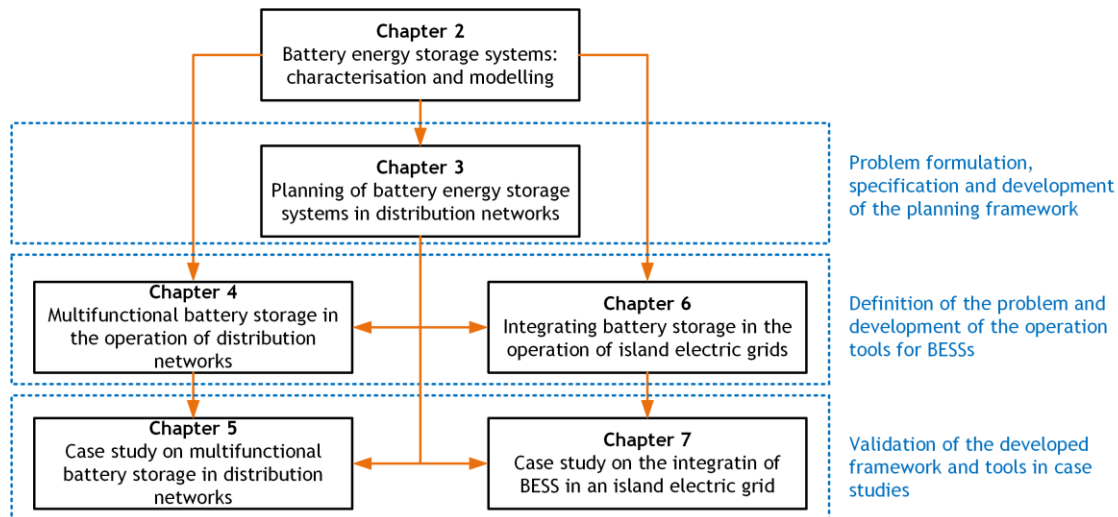 Chapter 2
Battery energy storage systems:
characterisation and modelling
Chapter 3
Planning of battery energy storage
systems in distribution networks
Problem formulation,
specification and development
of the planning framework
Chapter 4
Multifunctional battery storage in
the operation of distribution
networks
Chapter 6
Integrating battery storage in the
operation of island electric grids
Definition of the problem and
development of the operation
tools for BESSs
Chapter 5
Case study on multifunctional
battery storage in distribution
networks
Chapter 7
Case study on the integratin of
BESS in an island electric grid
Validation of the developed
framework and tools in case
studies